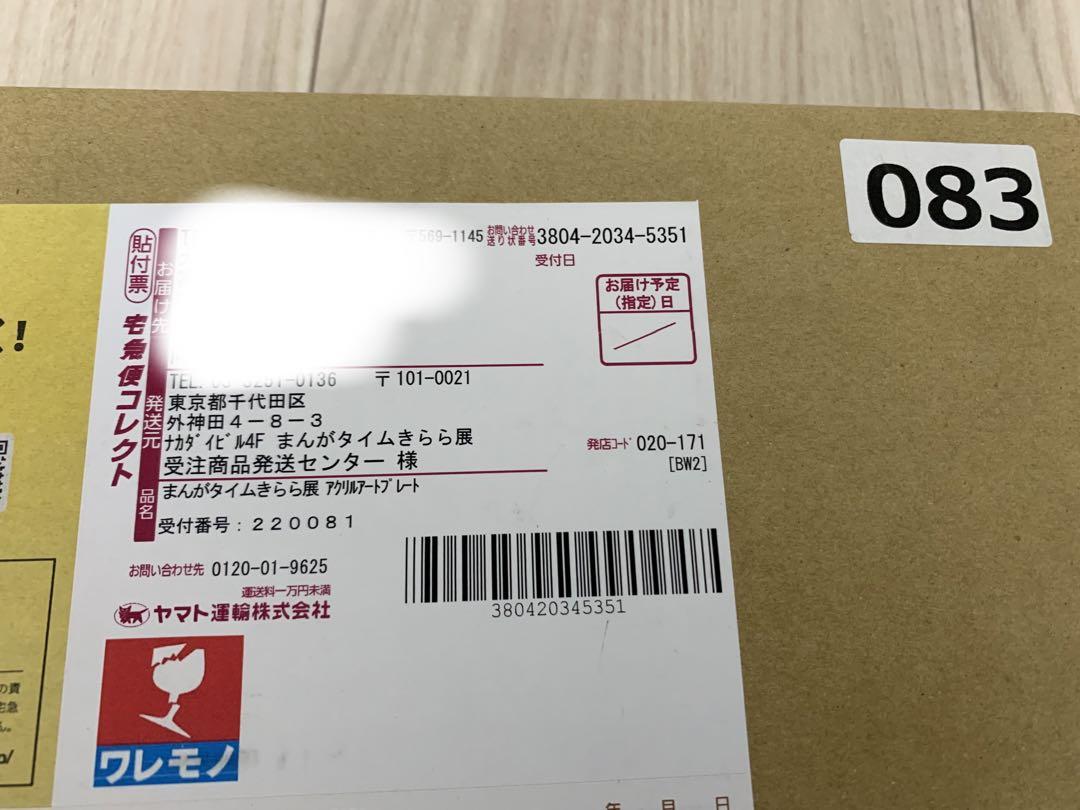 083
〒569-1145
お問い合わせ
送り状番号
3804-2034-5351
受付日
貼付票
宅急便コレクト
お届け先
お届け予定
(指定)日
発送元
〒101-0021
東京都千代田区
外神田4-8-3
ナカダイビル4F まんがタイムきらら展
受注商品発送センター 様
発店コード 020-171
[BW2]
品名
まんがタイムきらら展 アクリルアートプレート
受付番号:220081
お問い合わせ先 0120-01-9625
運送料一万円未満
ヤマト運輸株式会社
380420345351
ワレモノ
年 月 日